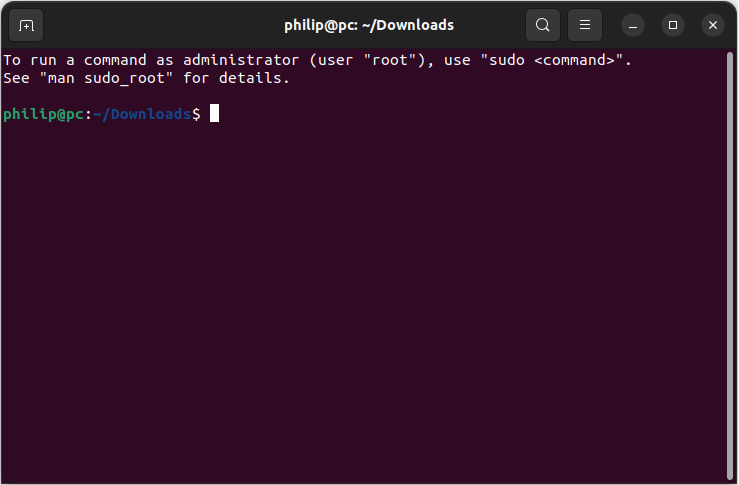 philip@pc: ~/Downloads
To run a command as administrator (user "root"), use "sudo <command>".
See "man sudo_root" for details.
philip@pc:~/Downloads$